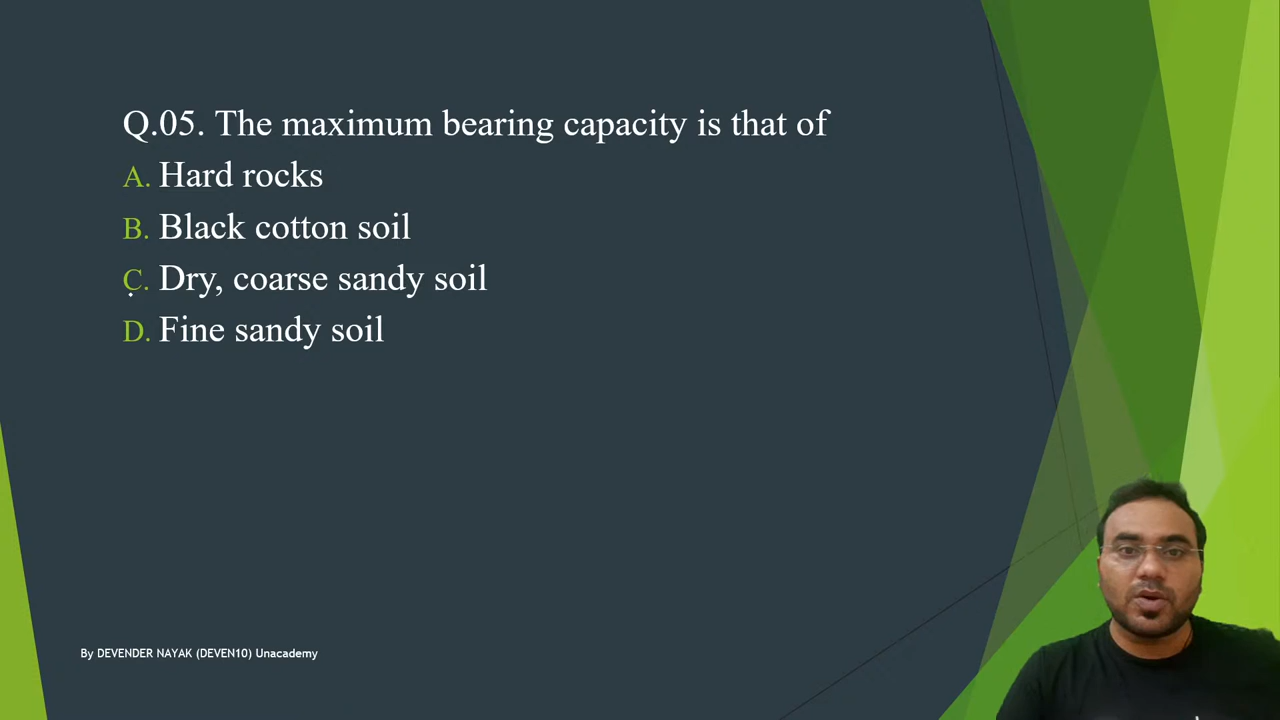 Q.05. The maximum bearing capacity is that of
A. Hard rocks
B. Black cotton soil
C. Dry, coarse sandy soil
D. Fine sandy soil
By DEVENDER NAYAK (DEVEN10) Unacademy